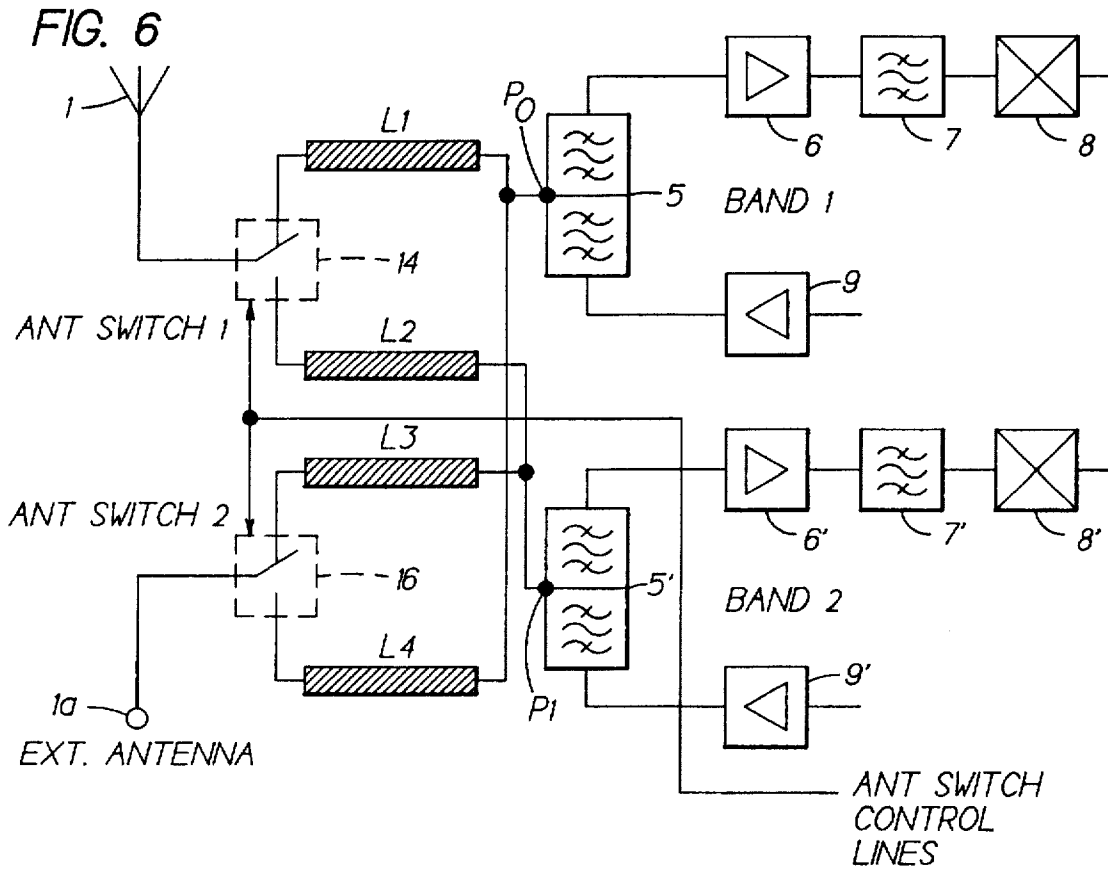 FIG. 6
1
L1
P0
6
7
8
5
BAND 1
14
9
ANT SWITCH 1
L2
L3
ANT SWITCH 2
6'
7'
8'
16
5'
BAND 2
L4
P1
9'
1a
EXT. ANTENNA
ANT SWITCH
CONTROL
LINES